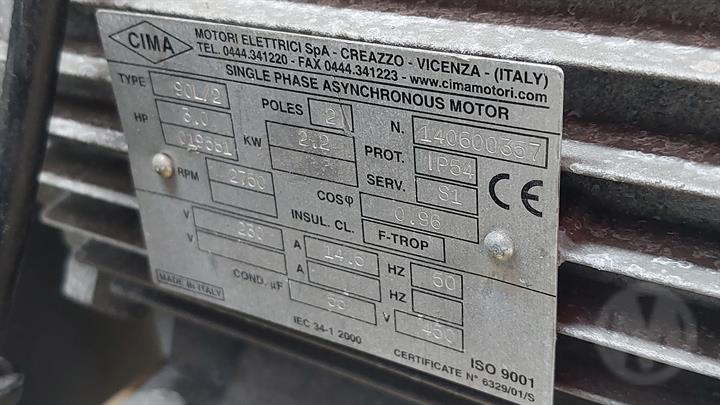 CIMA
MOTORI ELETTRICI SpA - CREAZZO - VICENZA - (ITALY)
TEL. 0444.341220 - FAX 0444.341223 - www.cimamotori.com
SINGLE PHASE ASYNCHRONOUS MOTOR
TYPE 90L/2 POLES 2 N. 140600357
HP 3.0 KW 2.2 PROT. IP54
019551 SERV. S1
RPM 2750 COSφ 0.96
INSUL. CL. F-TROP
V 230 A 14.5 HZ 50
V A HZ
COND. μF V 450
MADE IN ITALY
IEC 34-1 2000
ISO 9001
CERTIFICATE N° 6329/01/S
CE
M